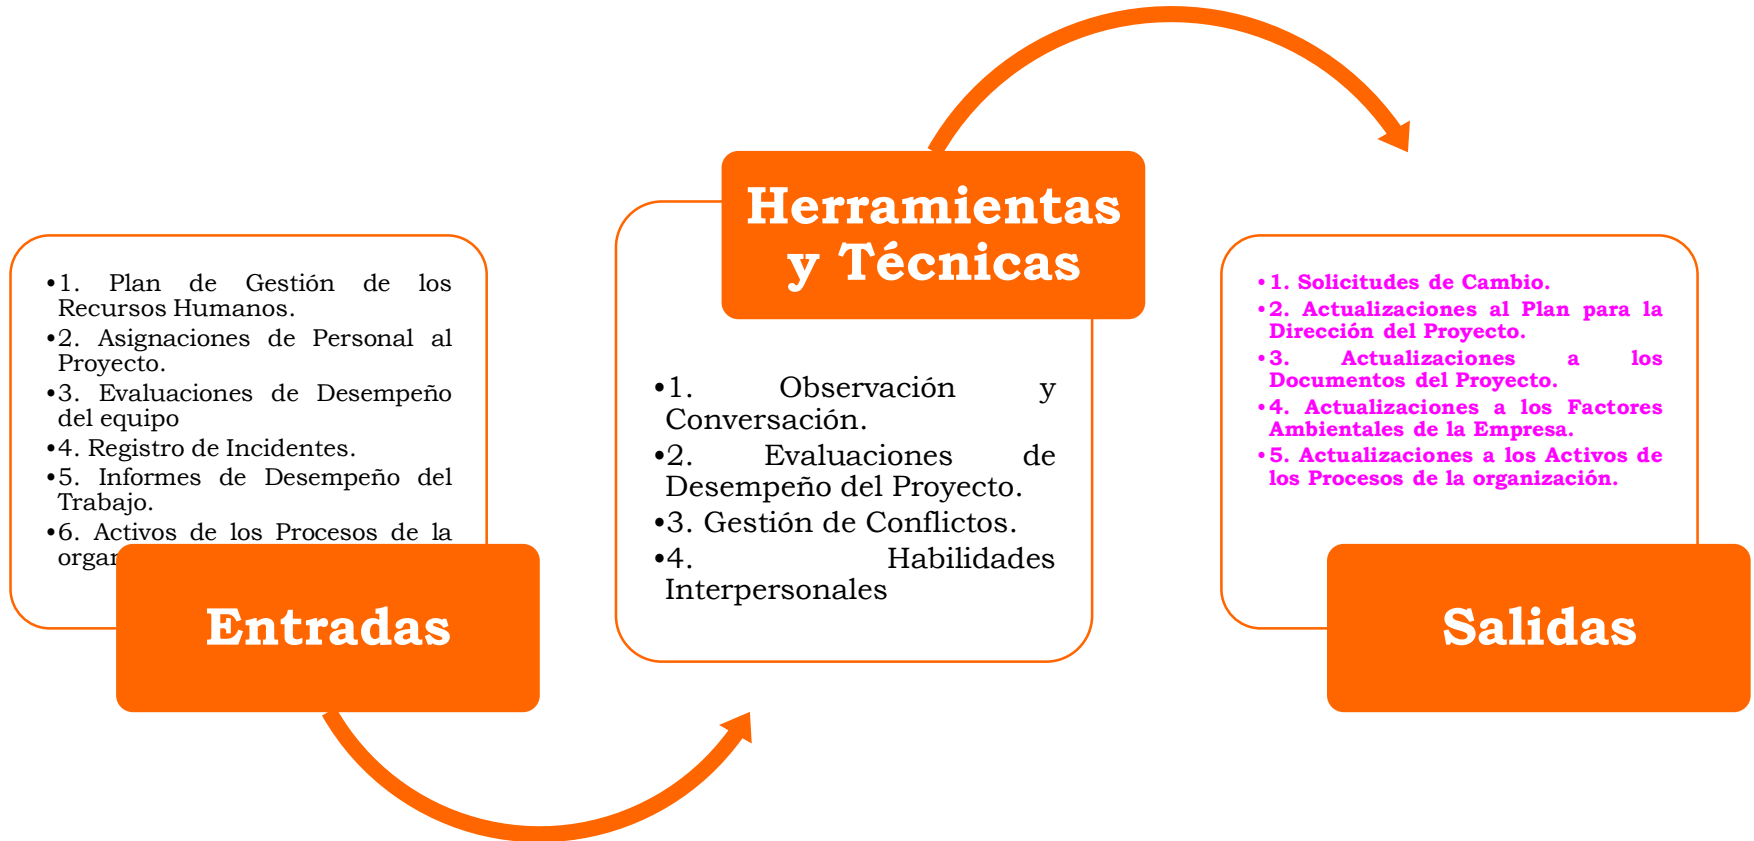 •1. Plan de Gestión de los
Recursos Humanos.
•2. Asignaciones de Personal al
Proyecto.
•3. Evaluaciones de Desempeño
del equipo
•4. Registro de Incidentes.
•5. Informes de Desempeño del
Trabajo.
•6. Activos de los Procesos de la
Entradas
Herramientas
y Técnicas
•1. Observación y
Conversación.
•2. Evaluaciones de
Desempeño del Proyecto.
•3. Gestión de Conflictos.
•4. Habilidades
Interpersonales
•1. Solicitudes de Cambio.
•2. Actualizaciones al Plan para la
Dirección del Proyecto.
•3. Actualizaciones a los
Documentos del Proyecto.
•4. Actualizaciones a los Factores
Ambientales de la Empresa.
•5. Actualizaciones a los Activos de
los Procesos de la organización.
Salidas